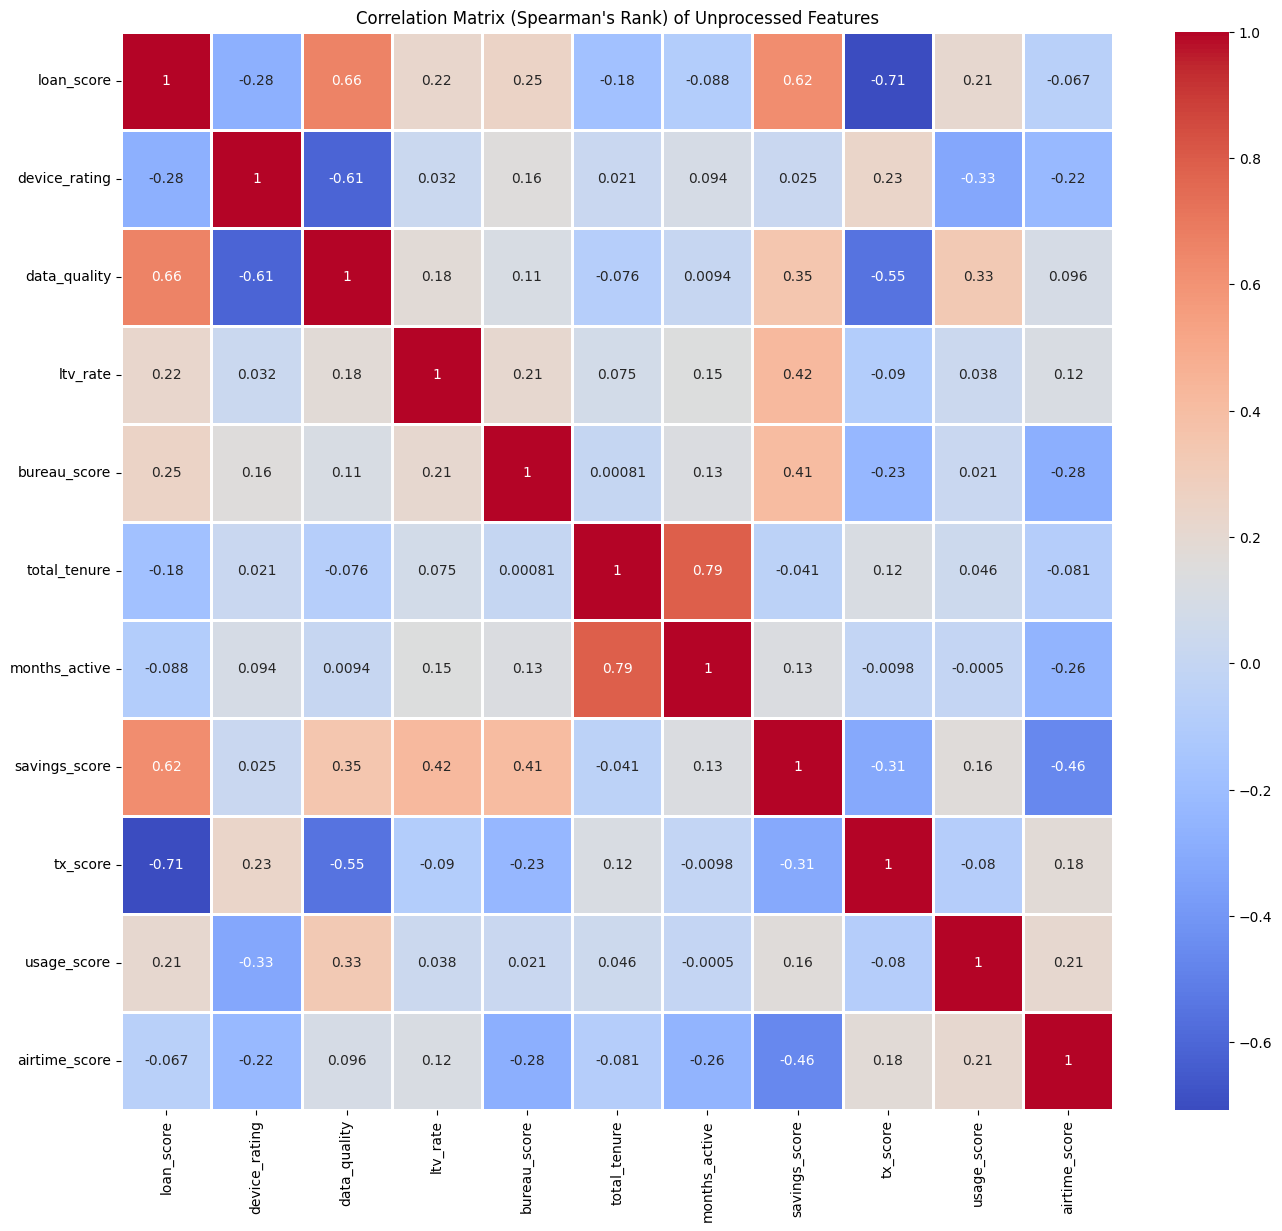 Correlation Matrix (Spearman's Rank) of Unprocessed Features
loan_score 1 -0.28 0.66 0.22 0.25 -0.18 -0.088 0.62 -0.71 0.21 -0.067
device_rating -0.28 1 -0.61 0.032 0.16 0.021 0.094 0.025 0.23 -0.33 -0.22
data_quality 0.66 -0.61 1 0.18 0.11 -0.076 0.0094 0.35 -0.55 0.33 0.096
ltv_rate 0.22 0.032 0.18 1 0.21 0.075 0.15 0.42 -0.09 0.038 0.12
bureau_score 0.25 0.16 0.11 0.21 1 0.00081 0.13 0.41 -0.23 0.021 -0.28
total_tenure -0.18 0.021 -0.076 0.075 0.00081 1 0.79 -0.041 0.12 0.046 -0.081
months_active -0.088 0.094 0.0094 0.15 0.13 0.79 1 0.13 -0.0098 -0.0005 -0.26
savings_score 0.62 0.025 0.35 0.42 0.41 -0.041 0.13 1 -0.31 0.16 -0.46
tx_score -0.71 0.23 -0.55 -0.09 -0.23 0.12 -0.0098 -0.31 1 -0.08 0.18
usage_score 0.21 -0.33 0.33 0.038 0.021 0.046 -0.0005 0.16 -0.08 1 0.21
airtime_score -0.067 -0.22 0.096 0.12 -0.28 -0.081 -0.26 -0.46 0.18 0.21 1
loan_score device_rating data_quality ltv_rate bureau_score total_tenure months_active savings_score tx_score usage_score airtime_score
1.0
0.8
0.6
0.4
0.2
0.0
−0.2
−0.4
−0.6